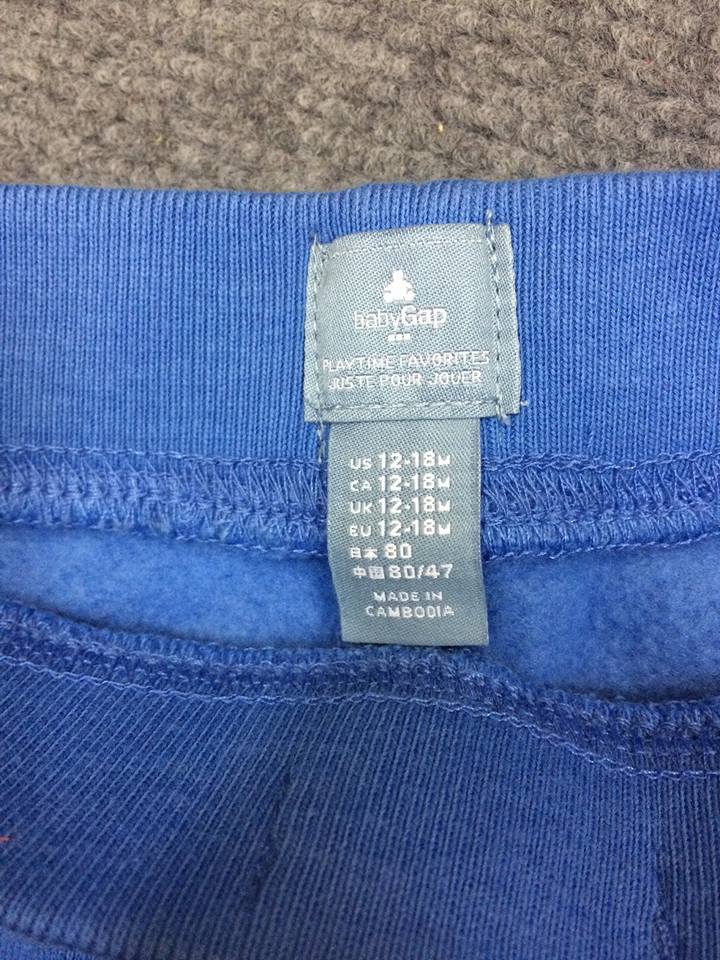 babyGap
PLAYTIME FAVORITES
JUSTE POUR JOUER
US 12-18M
CA 12-18M
UK 12-18M
EU 12-18M
日本 80
中国 80/47
MADE IN
CAMBODIA